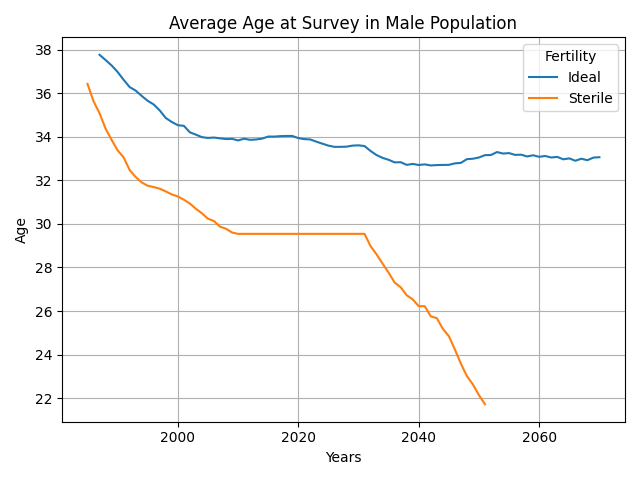 Average Age at Survey in Male Population
Fertility
Ideal
Sterile
Age
38
36
34
32
30
28
26
24
22
2000
2020
2040
2060
Years